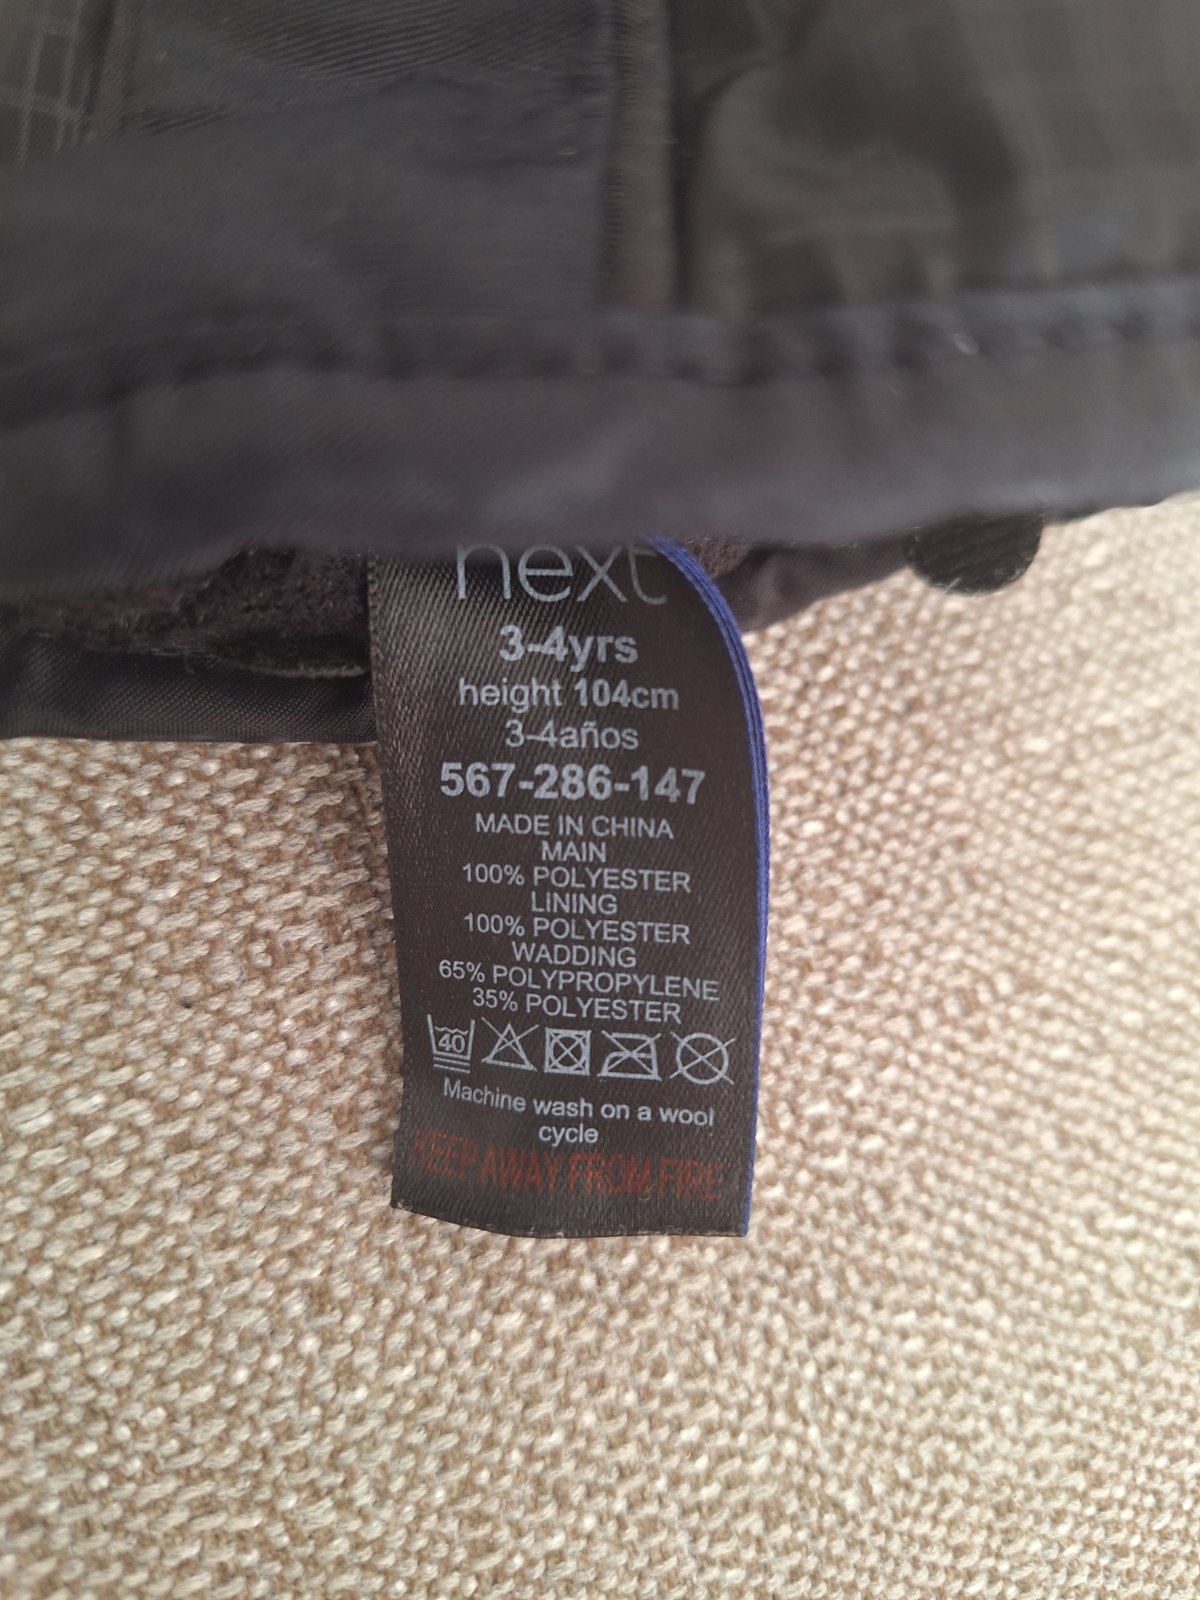 next
3-4yrs
height 104cm
3-4años
567-286-147
MADE IN CHINA
MAIN
100% POLYESTER
LINING
100% POLYESTER
WADDING
65% POLYPROPYLENE
35% POLYESTER
40
Machine wash on a wool
cycle
KEEP AWAY FROM FIRE